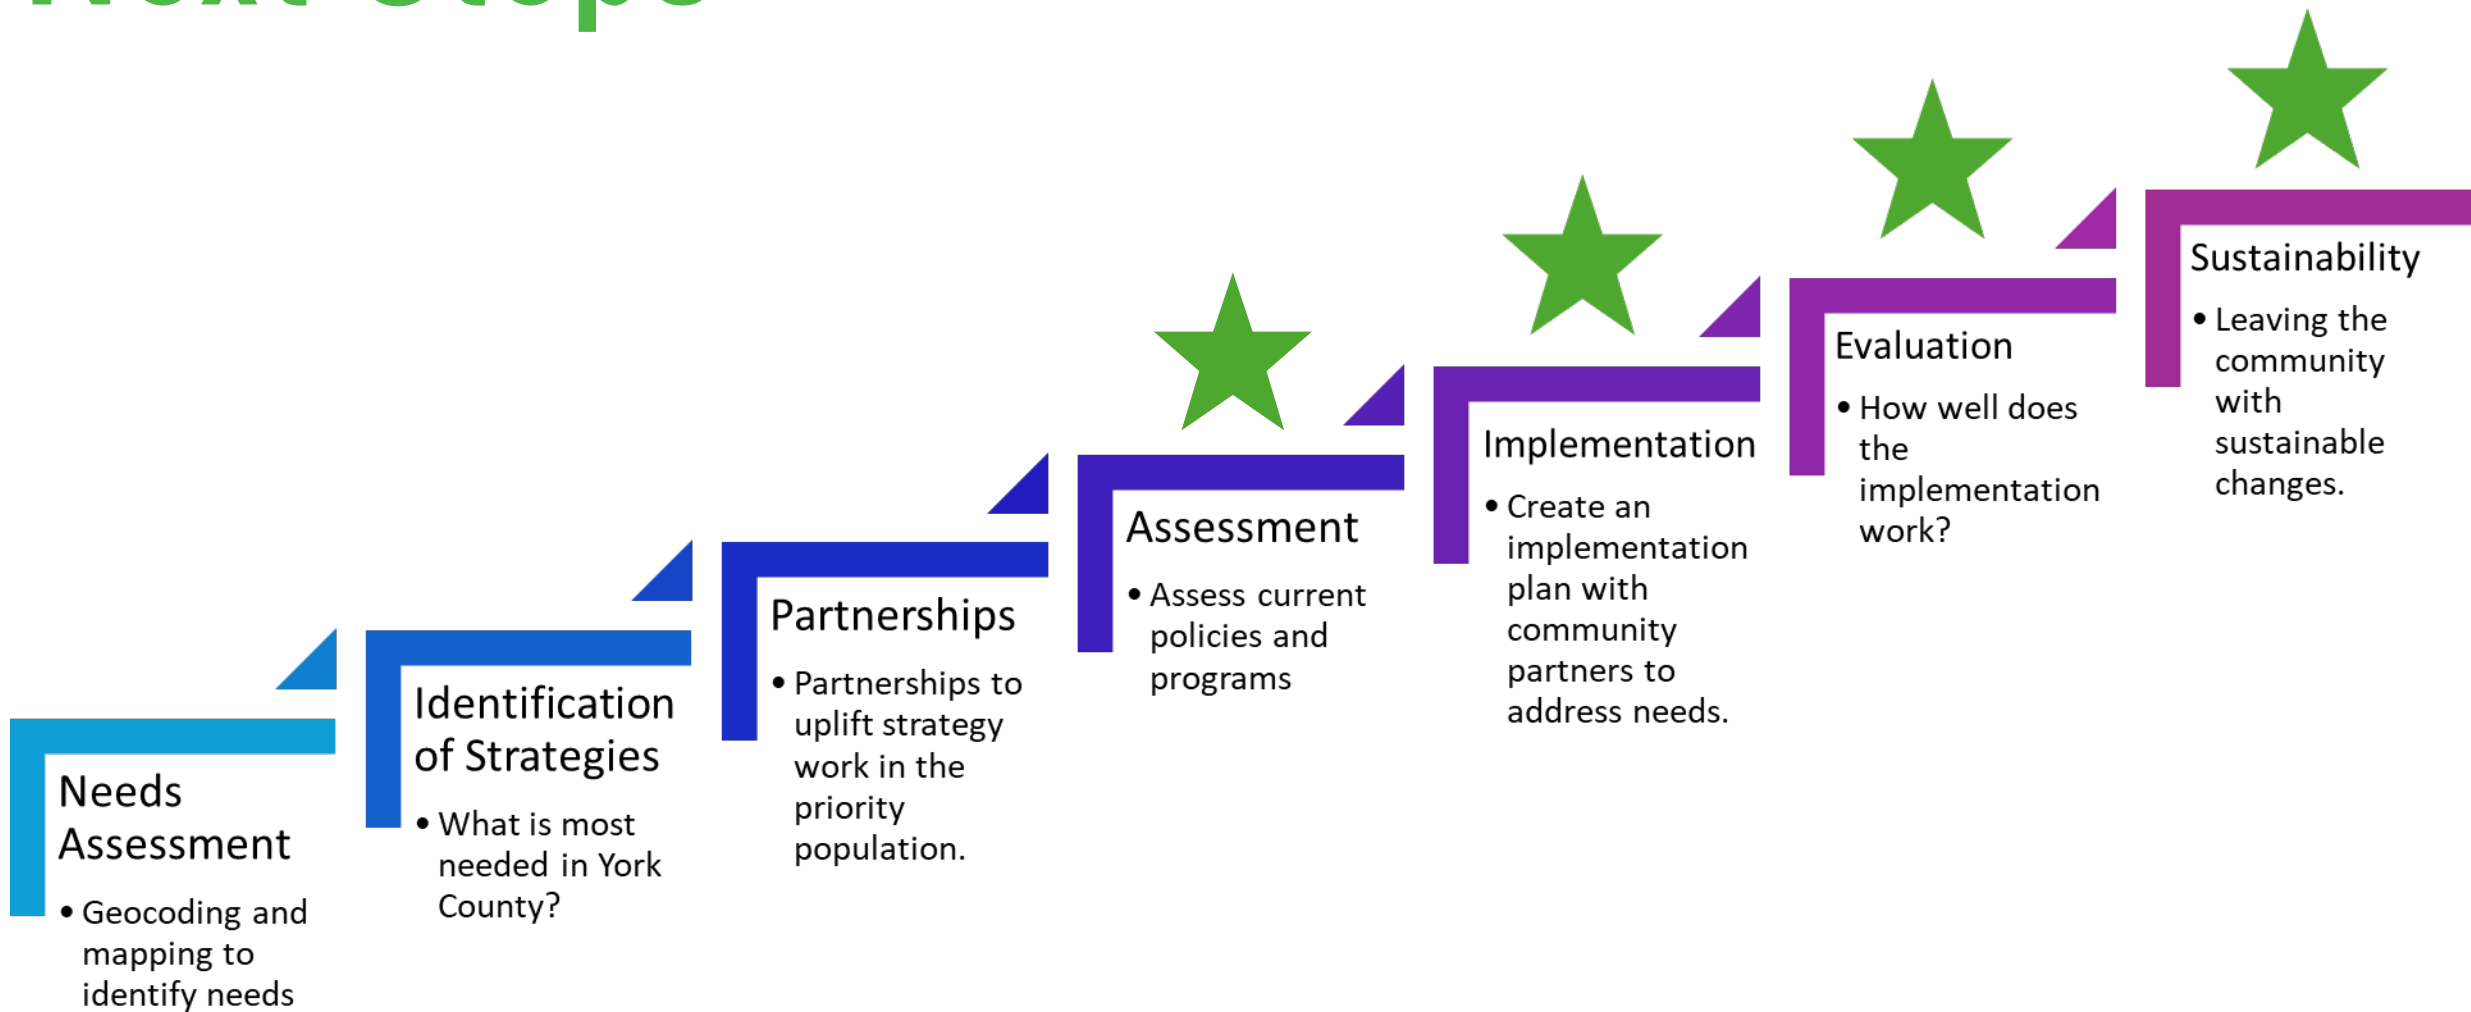 Next Steps
Needs
Assessment
• Geocoding and
mapping to
identify needs
Identification
of Strategies
• What is most
needed in York
County?
Partnerships
• Partnerships to
uplift strategy
work in the
priority
population.
Assessment
• Assess current
policies and
programs
Implementation
• Create an
implementation
plan with
community
partners to
address needs.
Evaluation
• How well does
the
implementation
work?
Sustainability
• Leaving the
community
with
sustainable
changes.